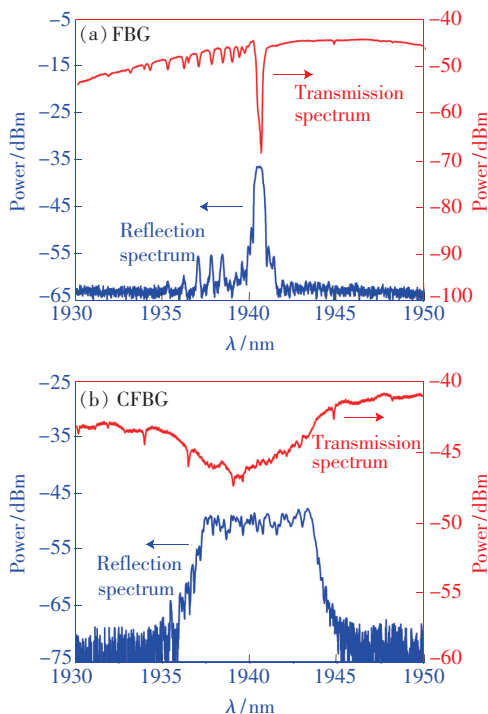 (a) FBG
−5
−15
−25
−35
−45
−55
−65
Power/dBm
−40
−50
−60
−70
−80
−90
−100
Power/dBm
Transmission
spectrum
Reflection
spectrum
1930
1935
1940
1945
1950
λ/nm
(b) CFBG
−25
−35
−45
−55
−65
−75
Power/dBm
−40
−45
−50
−55
−60
Power/dBm
Transmission
spectrum
Reflection
spectrum
1930
1935
1940
1945
1950
λ/nm